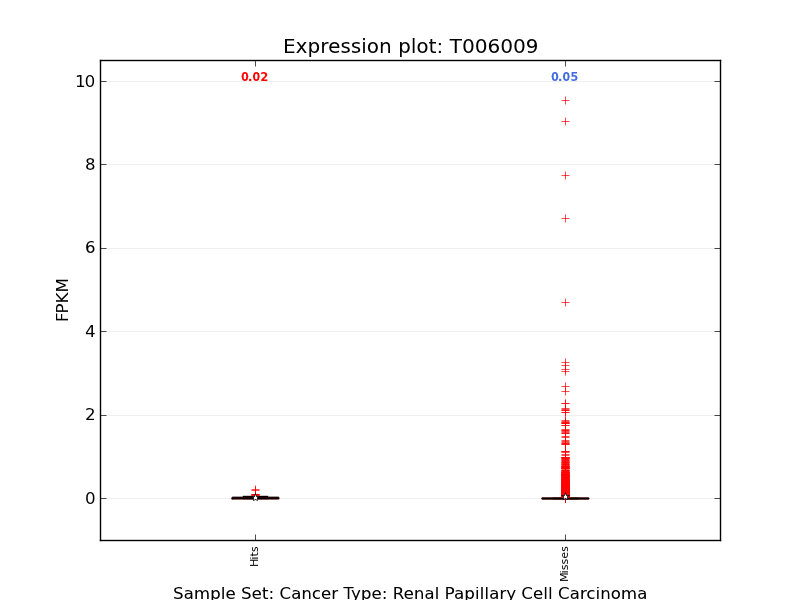 Expression plot: T006009
0.02
0.05
10
8
6
4
2
0
FPKM
Hits
Misses
Sample Set: Cancer Type: Renal Papillary Cell Carcinoma